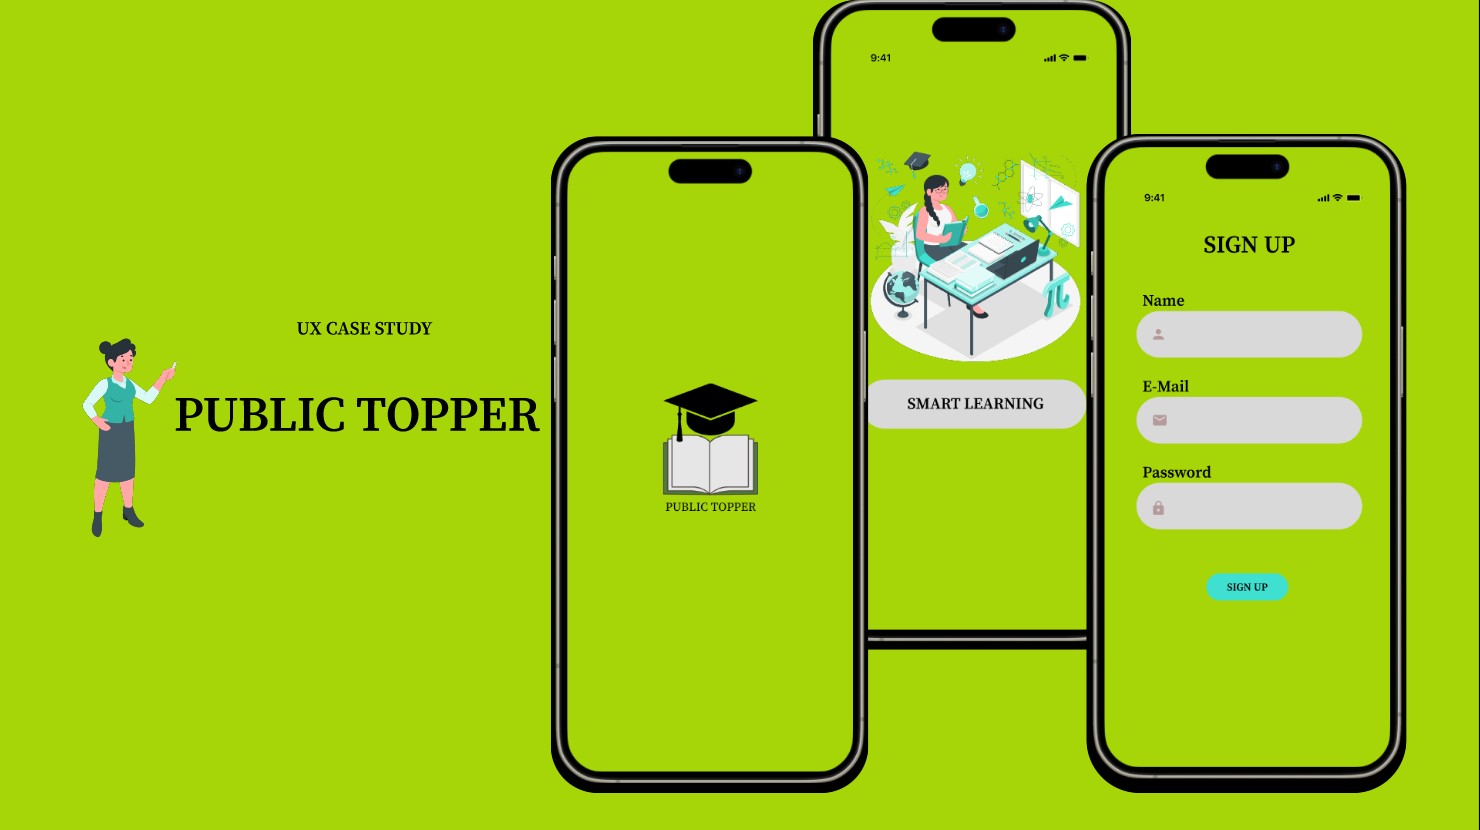 UX CASE STUDY
PUBLIC TOPPER
PUBLIC TOPPER
9:41
SMART LEARNING
9:41
SIGN UP
Name
E-Mail
Password
SIGN UP